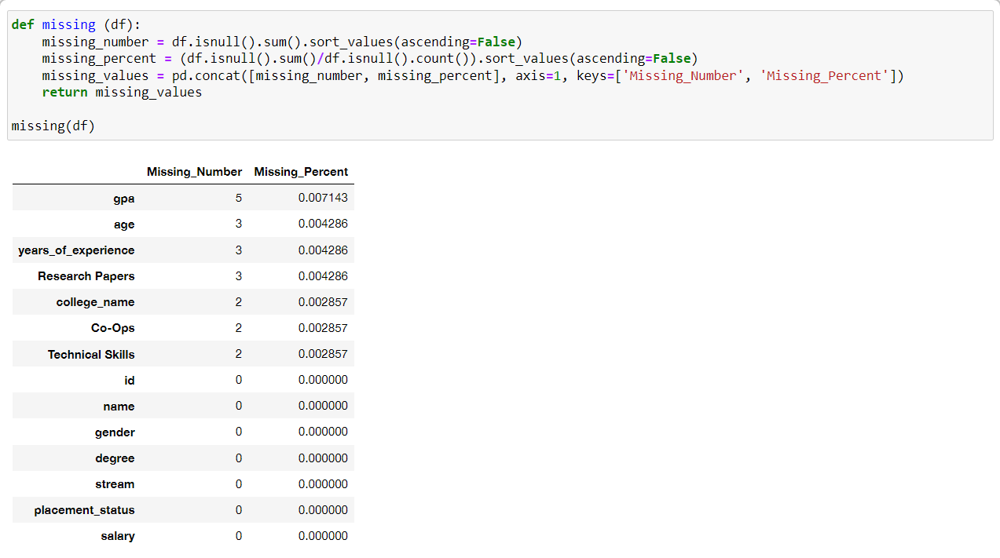 def missing (df):
    missing_number = df.isnull().sum().sort_values(ascending=False)
    missing_percent = (df.isnull().sum()/df.isnull().count()).sort_values(ascending=False)
    missing_values = pd.concat([missing_number, missing_percent], axis=1, keys=['Missing_Number', 'Missing_Percent'])
    return missing_values
missing(df)
Missing_Number Missing_Percent
gpa 5 0.007143
age 3 0.004286
years_of_experience 3 0.004286
Research Papers 3 0.004286
college_name 2 0.002857
Co-Ops 2 0.002857
Technical Skills 2 0.002857
id 0 0.000000
name 0 0.000000
gender 0 0.000000
degree 0 0.000000
stream 0 0.000000
placement_status 0 0.000000
salary 0 0.000000